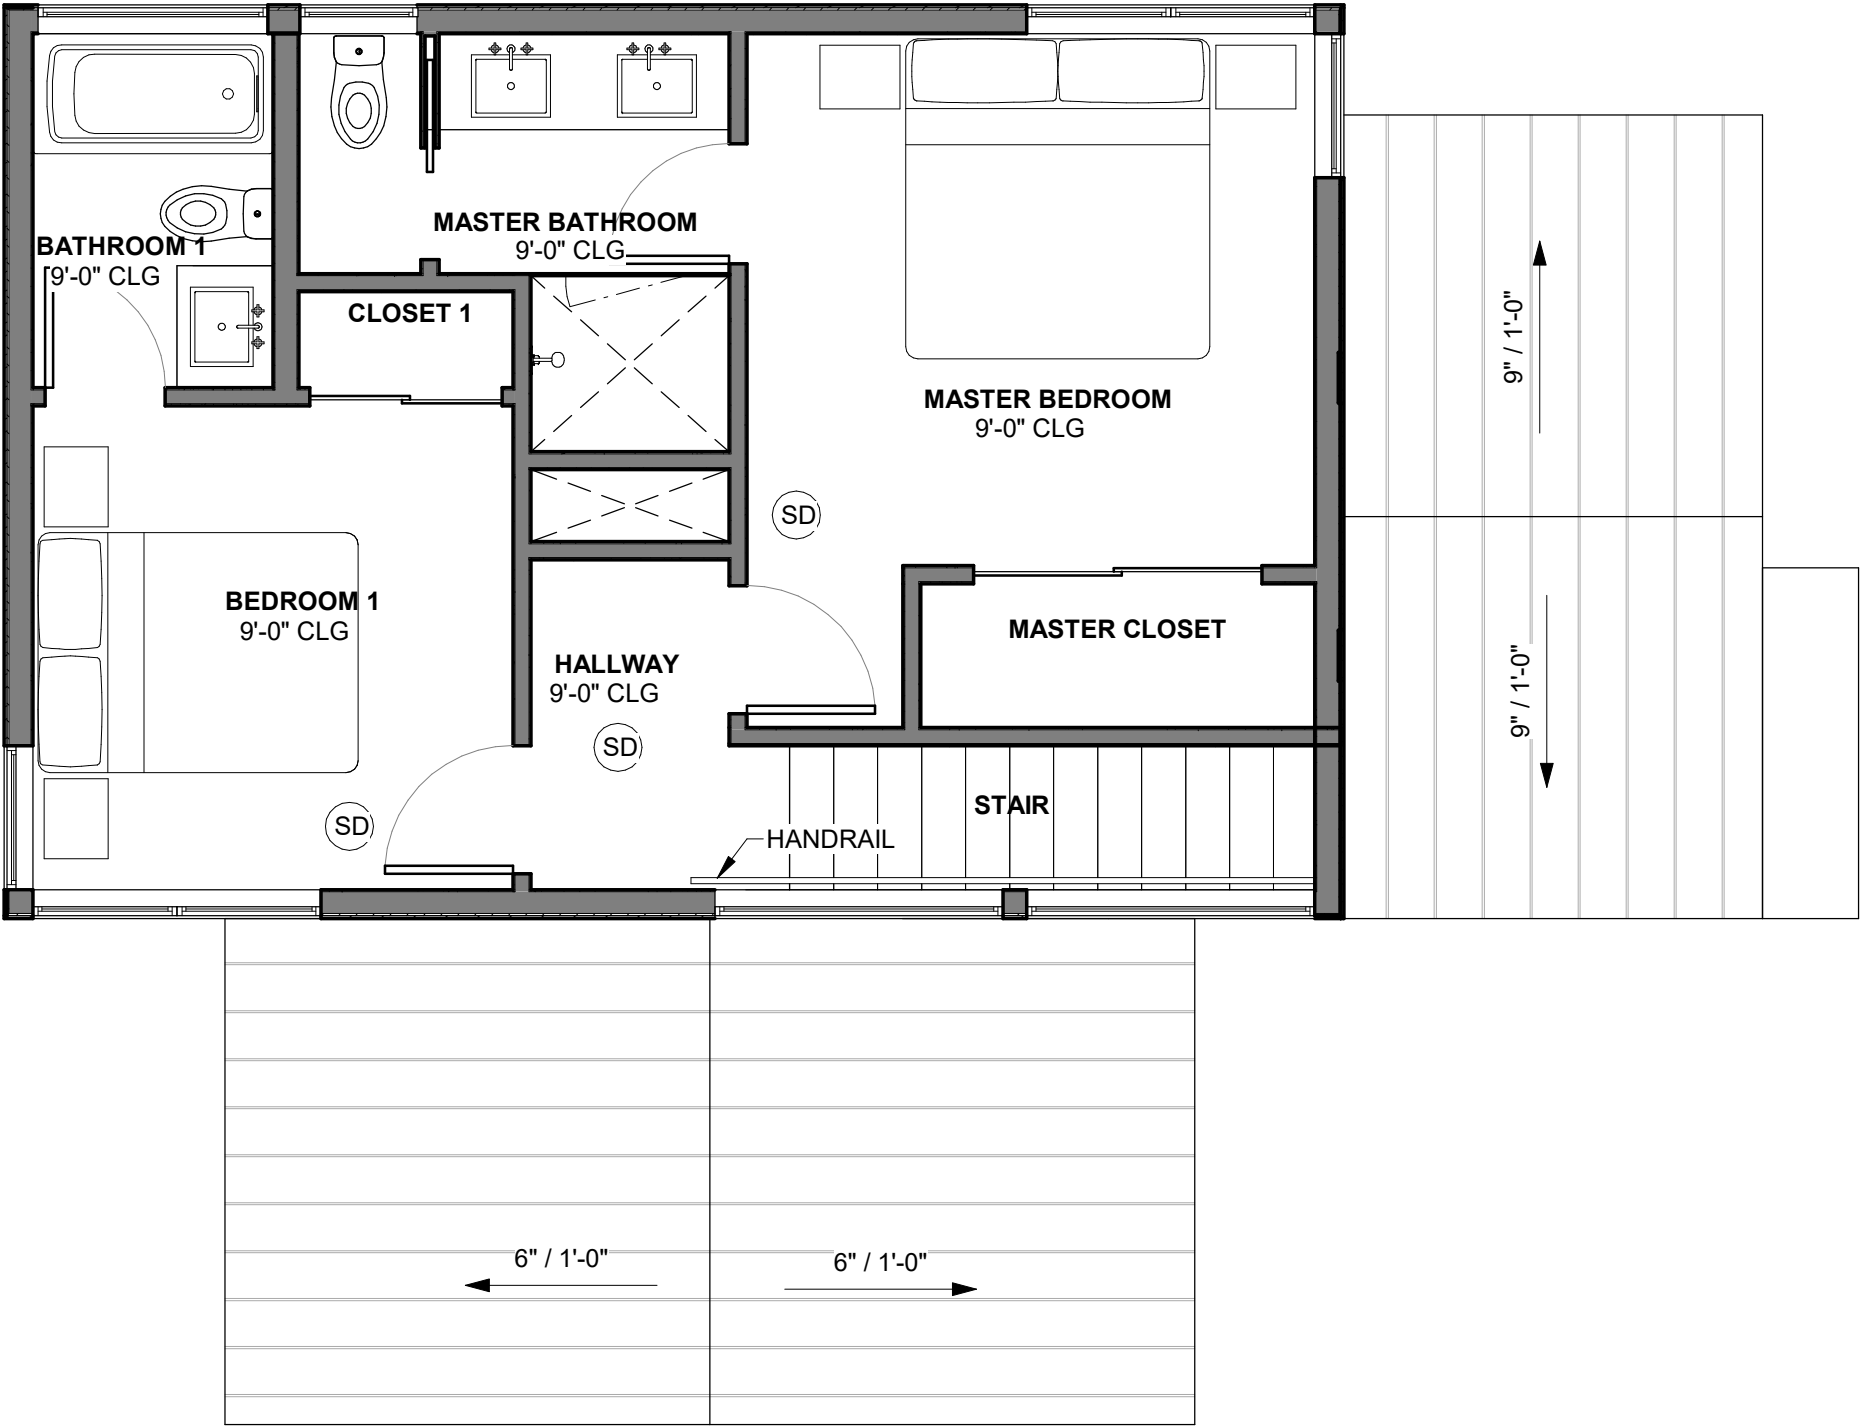 MASTER BATHROOM
9'-0" CLG
BATHROOM 1
9'-0" CLG
CLOSET 1
MASTER BEDROOM
9'-0" CLG
9" / 1'-0"
SD
BEDROOM 1
9'-0" CLG
MASTER CLOSET
HALLWAY
9'-0" CLG
9" / 1'-0"
SD
STAIR
SD
HANDRAIL
6" / 1'-0"
6" / 1'-0"